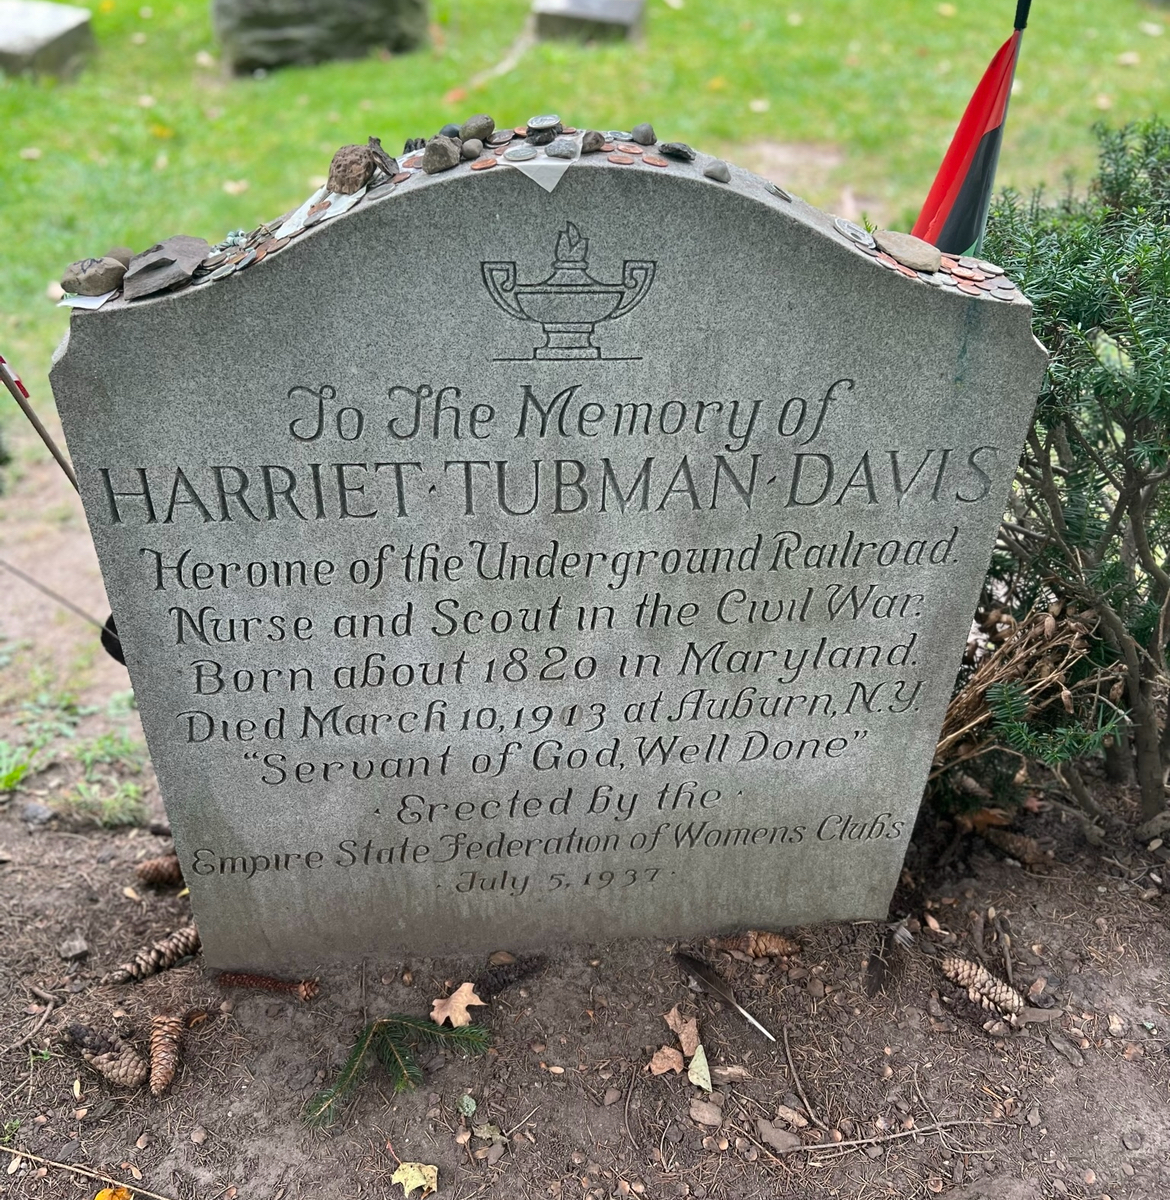 To The Memory of
HARRIET·TUBMAN·DAVIS
Heroine of the Underground Railroad.
Nurse and Scout in the Civil War.
Born about 1820 in Maryland.
Died March 10, 1913 at Auburn, N.Y.
"Servant of God, Well Done"
· Erected by the ·
Empire State Federation of Womens Clubs
· July 5, 1937 ·